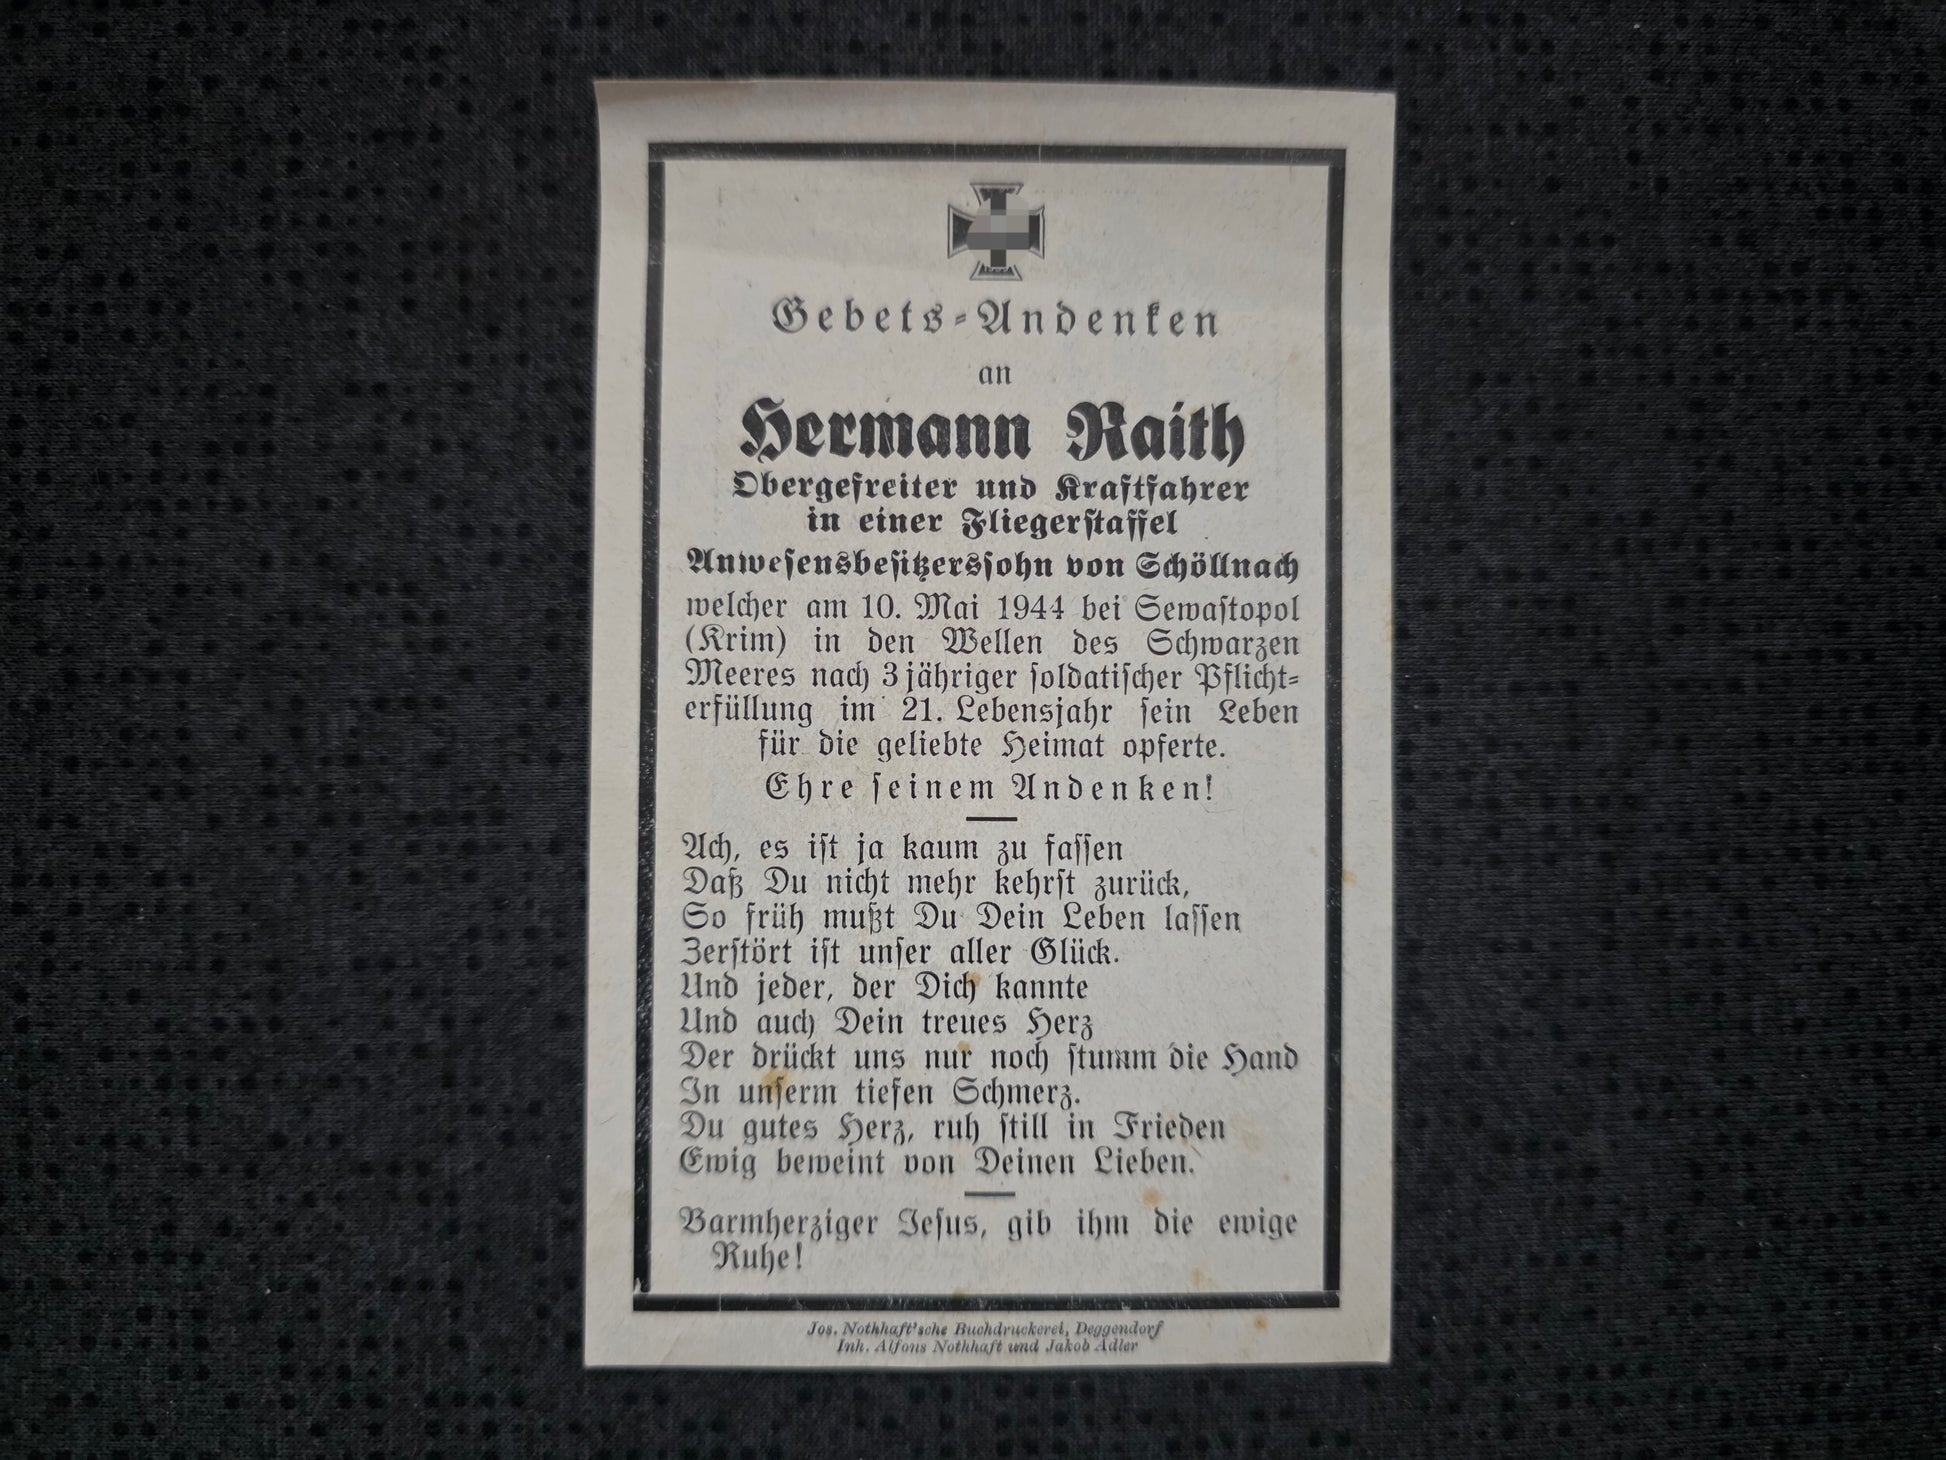 Gebets-Andenken
an
Hermann Raith
Obergefreiter und Kraftfahrer
in einer Fliegerstaffel
Anwesensbesitzerssohn von Schöllnach
welcher am 10. Mai 1944 bei Sewastopol
(Krim) in den Wellen des Schwarzen
Meeres nach 3 jähriger soldatischer Pflicht-
erfüllung im 21. Lebensjahr sein Leben
für die geliebte Heimat opferte.
Ehre seinem Andenken!
Ach, es ist ja kaum zu fassen
Daß Du nicht mehr kehrst zurück,
So früh mußt Du Dein Leben lassen
Zerstört ist unser aller Glück.
Und jeder, der Dich kannte
Und auch Dein treues Herz
Der drückt uns nur noch stumm die Hand
In unserm tiefen Schmerz.
Du gutes Herz, ruh still in Frieden
Ewig beweint von Deinen Lieben.
Barmherziger Jesus, gib ihm die ewige
Ruhe!
Jos. Nothhaft'sche Buchdruckerei, Deggendorf
Inh. Alfons Nothhaft und Jakob Adler